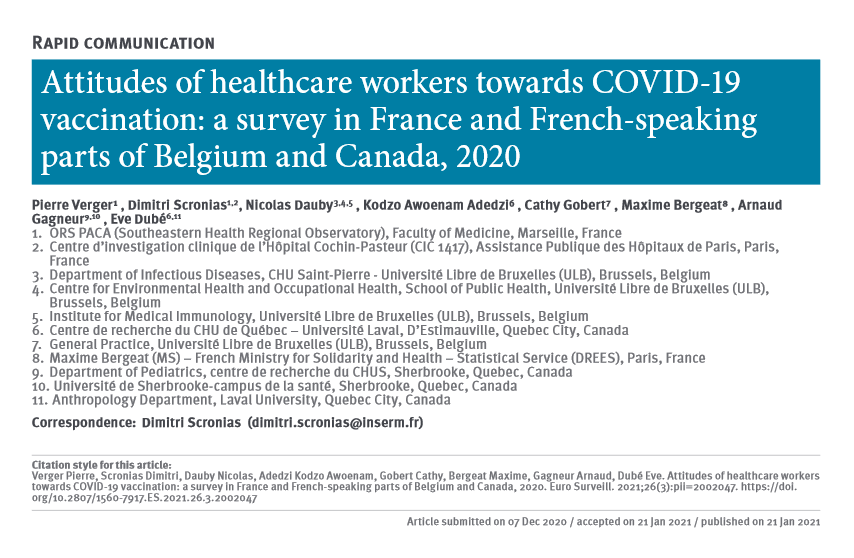 RAPID COMMUNICATION
Attitudes of healthcare workers towards COVID-19
vaccination: a survey in France and French-speaking
parts of Belgium and Canada, 2020
Pierre Verger¹ , Dimitri Scronias¹,², Nicolas Dauby³,⁴,⁵ , Kodzo Awoenam Adedzi⁶ , Cathy Gobert⁷ , Maxime Bergeat⁸ , Arnaud
Gagneur⁹,¹⁰ , Eve Dubé⁶,¹¹
1. ORS PACA (Southeastern Health Regional Observatory), Faculty of Medicine, Marseille, France
2. Centre d’investigation clinique de l’Hôpital Cochin-Pasteur (CIC 1417), Assistance Publique des Hôpitaux de Paris, Paris,
France
3. Department of Infectious Diseases, CHU Saint-Pierre - Université Libre de Bruxelles (ULB), Brussels, Belgium
4. Centre for Environmental Health and Occupational Health, School of Public Health, Université Libre de Bruxelles (ULB),
Brussels, Belgium
5. Institute for Medical Immunology, Université Libre de Bruxelles (ULB), Brussels, Belgium
6. Centre de recherche du CHU de Québec – Université Laval, D’Estimauville, Quebec City, Canada
7. General Practice, Université Libre de Bruxelles (ULB), Brussels, Belgium
8. Maxime Bergeat (MS) – French Ministry for Solidarity and Health – Statistical Service (DREES), Paris, France
9. Department of Pediatrics, centre de recherche du CHUS, Sherbrooke, Quebec, Canada
10. Université de Sherbrooke-campus de la santé, Sherbrooke, Quebec, Canada
11. Anthropology Department, Laval University, Quebec City, Canada
Correspondence: Dimitri Scronias (dimitri.scronias@inserm.fr)
Citation style for this article:
Verger Pierre, Scronias Dimitri, Dauby Nicolas, Adedzi Kodzo Awoenam, Gobert Cathy, Bergeat Maxime, Gagneur Arnaud, Dubé Eve. Attitudes of healthcare workers
towards COVID-19 vaccination: a survey in France and French-speaking parts of Belgium and Canada, 2020. Euro Surveill. 2021;26(3):pii=2002047. https://doi.
org/10.2807/1560-7917.ES.2021.26.3.2002047
Article submitted on 07 Dec 2020 / accepted on 21 Jan 2021 / published on 21 Jan 2021